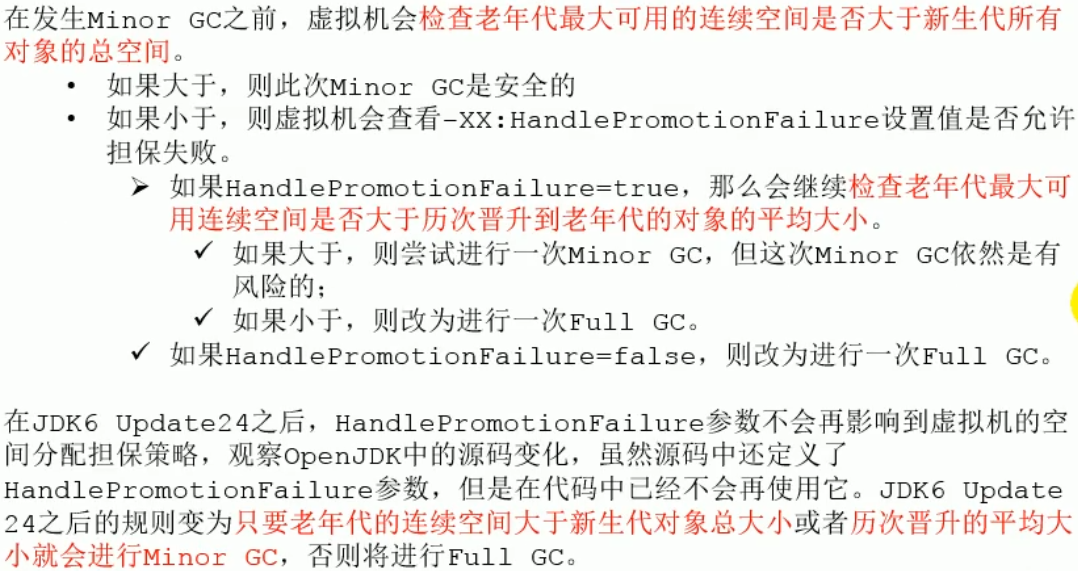 在发生Minor GC之前，虚拟机会检查老年代最大可用的连续空间是否大于新生代所有
对象的总空间。
• 如果大于，则此次Minor GC是安全的
• 如果小于，则虚拟机会查看-XX:HandlePromotionFailure设置值是否允许
担保失败。
➢ 如果HandlePromotionFailure=true，那么会继续检查老年代最大可
用连续空间是否大于历次晋升到老年代的对象的平均大小。
✓ 如果大于，则尝试进行一次Minor GC，但这次Minor GC依然是有
风险的；
✓ 如果小于，则改为进行一次Full GC。
✓ 如果HandlePromotionFailure=false，则改为进行一次Full GC。
在JDK6 Update24之后，HandlePromotionFailure参数不会再影响到虚拟机的空
间分配担保策略，观察OpenJDK中的源码变化，虽然源码中还定义了
HandlePromotionFailure参数，但是在代码中已经不会再使用它。JDK6 Update
24之后的规则变为只要老年代的连续空间大于新生代对象总大小或者历次晋升的平均大
小就会进行Minor GC，否则将进行Full GC。